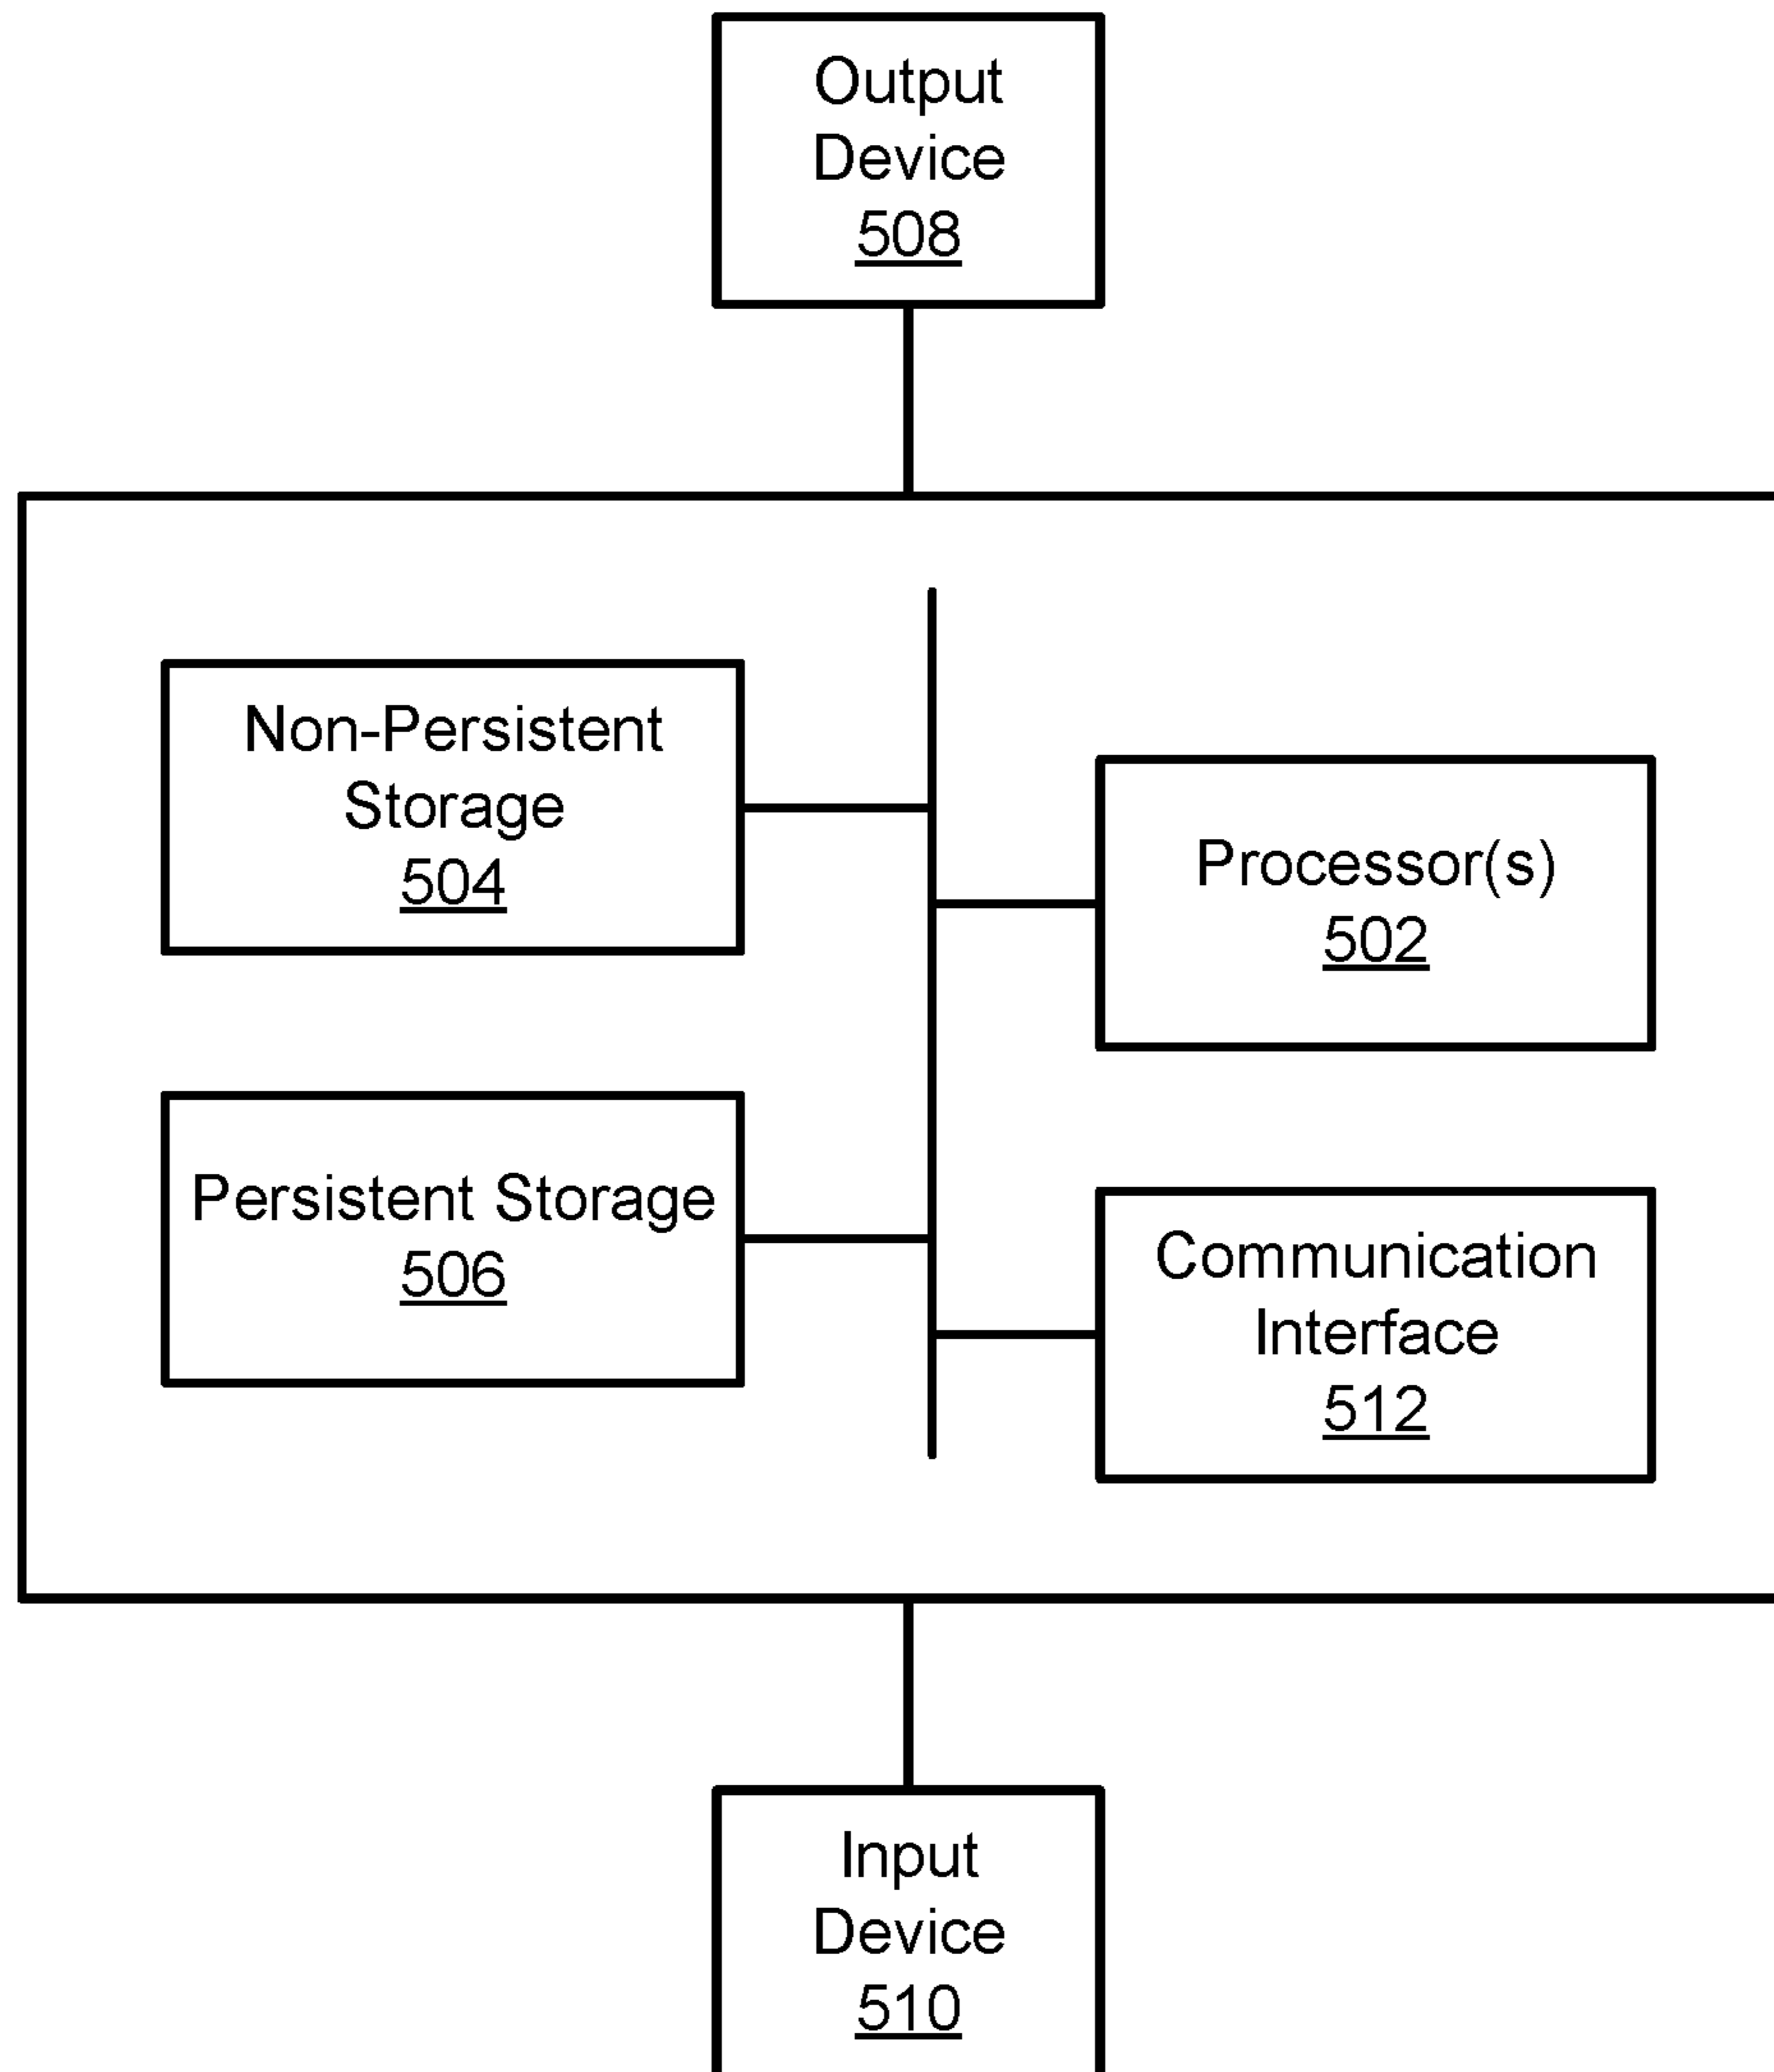 Output
Device
508
Non-Persistent
Storage
504
Processor(s)
502
Persistent Storage
506
Communication
Interface
512
Input
Device
510